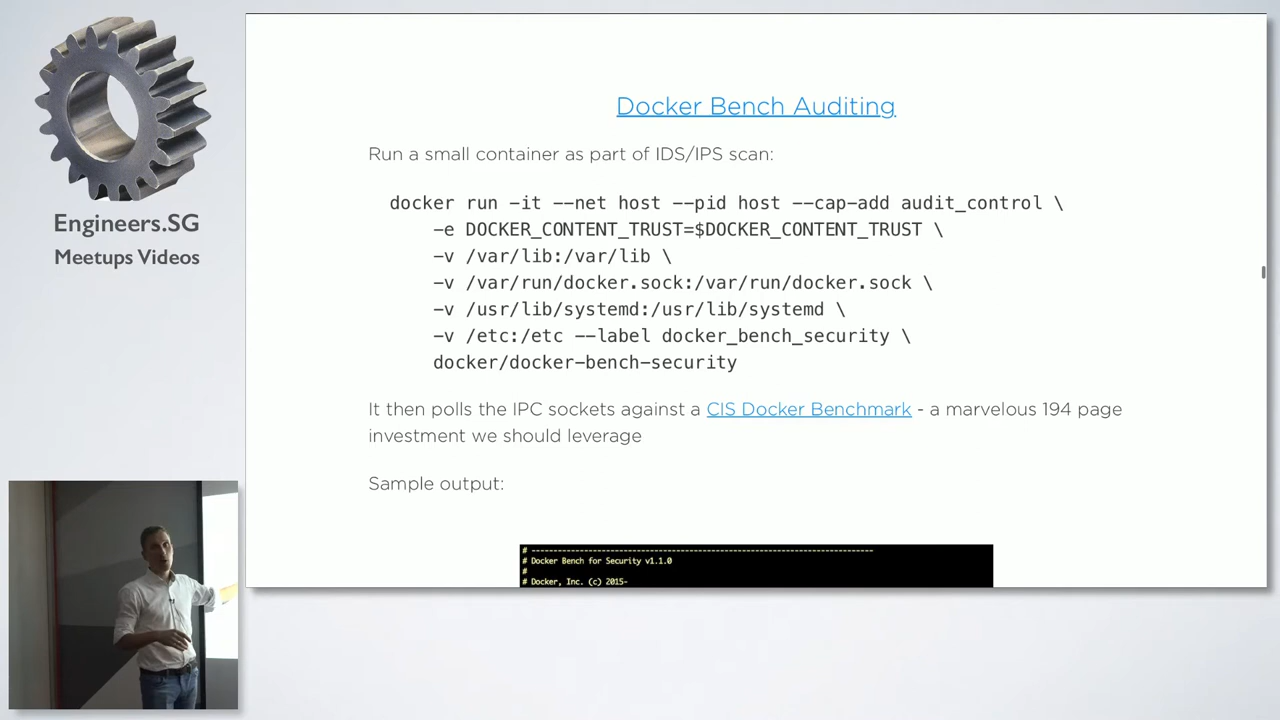 Engineers.SG
Meetups Videos
Docker Bench Auditing
Run a small container as part of IDS/IPS scan:
docker run -it --net host --pid host --cap-add audit_control \
-e DOCKER_CONTENT_TRUST=$DOCKER_CONTENT_TRUST \
-v /var/lib:/var/lib \
-v /var/run/docker.sock:/var/run/docker.sock \
-v /usr/lib/systemd:/usr/lib/systemd \
-v /etc:/etc --label docker_bench_security \
docker/docker-bench-security
It then polls the IPC sockets against a CIS Docker Benchmark - a marvelous 194 page
investment we should leverage
Sample output:
# ------------------------------------------------------------------------------
# Docker Bench for Security v1.1.0
#
# Docker, Inc. (c) 2015-